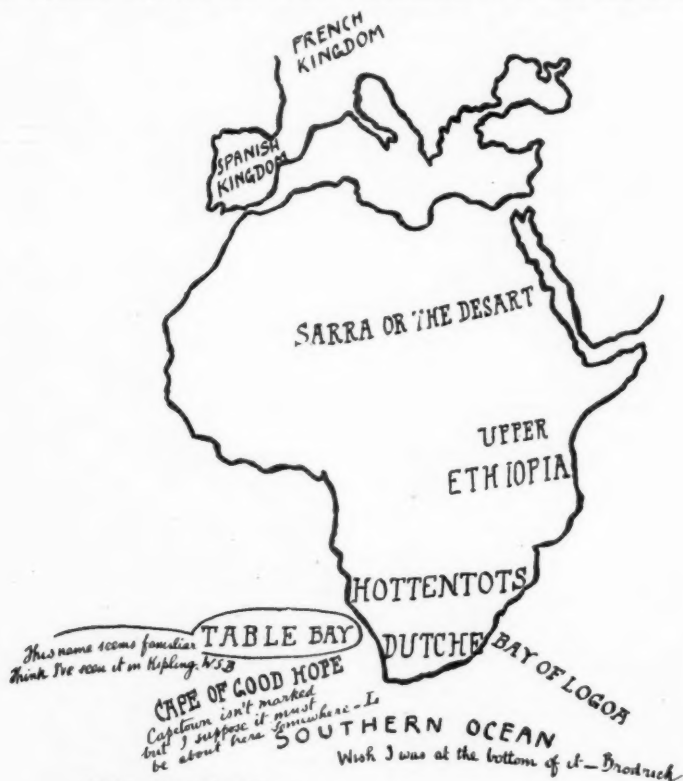 FRENCH
KINGDOM
SPANISH
KINGDOM
SARRA OR THE DESART
UPPER
ETHIOPIA
HOTTENTOTS
DUTCHE
BAY OF LOGOA
TABLE BAY
This name seems familiar
Think I've seen it in Kipling. W.S.B
CAPE OF GOOD HOPE
Capetown isn't marked
but I suppose it must
be about here somewhere - L
SOUTHERN OCEAN
Wish I was at the bottom of it - Brodrick